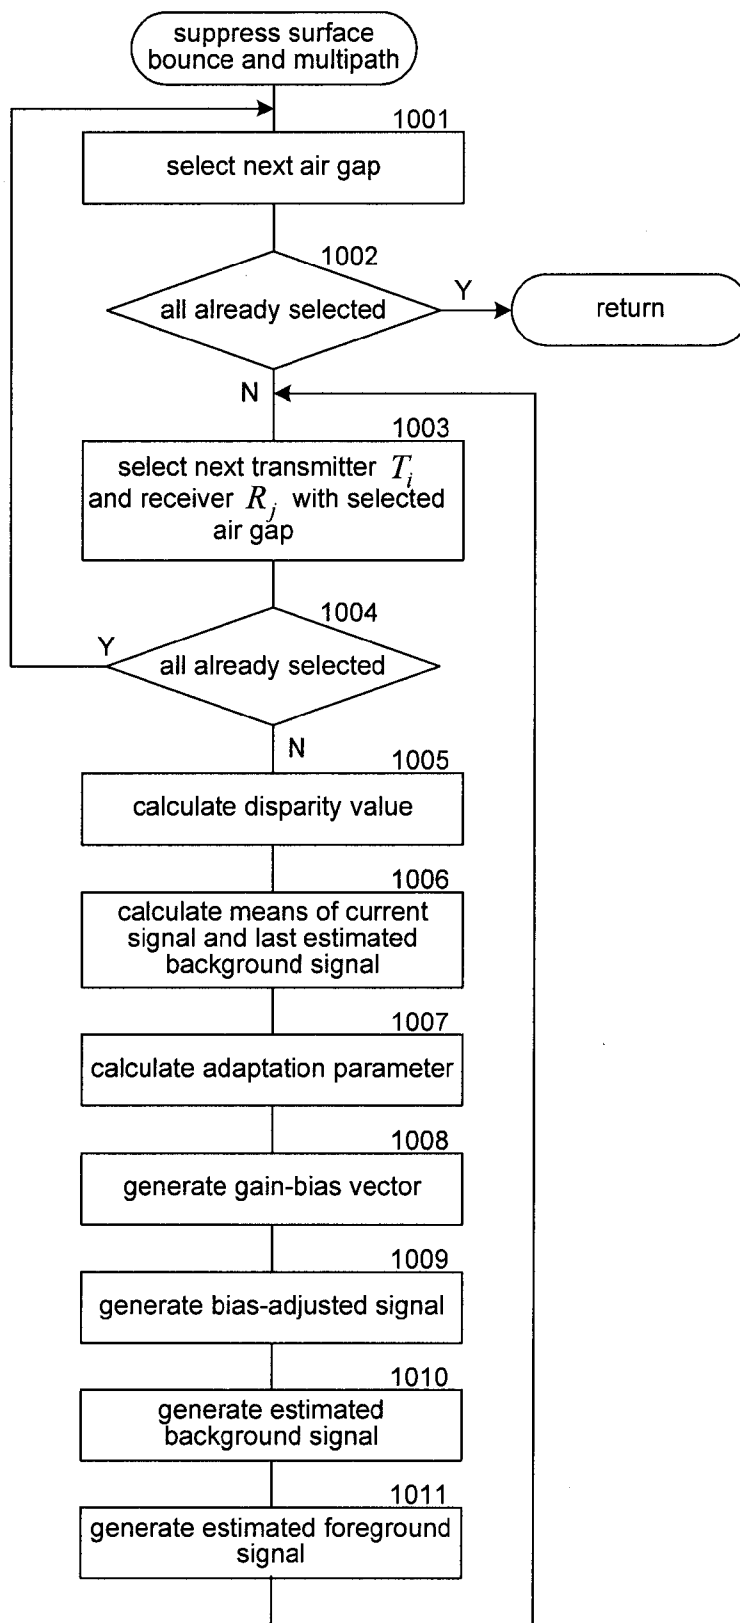 suppress surface
bounce and multipath
1001
select next air gap
1002
all already selected
Y
return
N
1003
select next transmitter T_i
and receiver R_j with selected
air gap
1004
Y
all already selected
N
1005
calculate disparity value
1006
calculate means of current
signal and last estimated
background signal
1007
calculate adaptation parameter
1008
generate gain-bias vector
1009
generate bias-adjusted signal
1010
generate estimated
background signal
1011
generate estimated foreground
signal